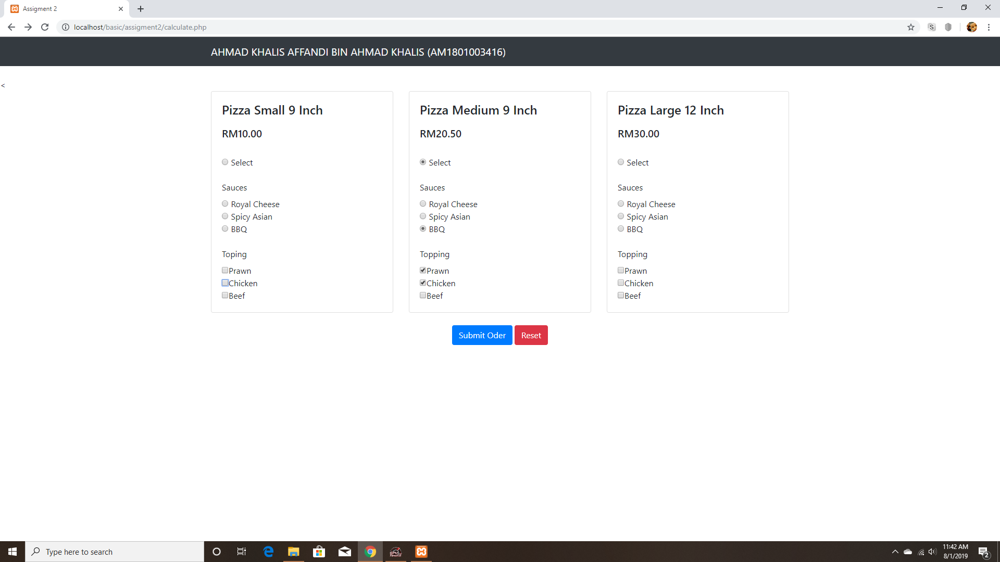 Assigment 2
localhost/basic/assigment2/calculate.php
S
AHMAD KHALIS AFFANDI BIN AHMAD KHALIS (AM1801003416)
<
Pizza Small 9 Inch
RM10.00
Select
Sauces
Royal Cheese
Spicy Asian
BBQ
Toping
Prawn
Chicken
Beef
Pizza Medium 9 Inch
RM20.50
Select
Sauces
Royal Cheese
Spicy Asian
BBQ
Topping
Prawn
Chicken
Beef
Pizza Large 12 Inch
RM30.00
Select
Sauces
Royal Cheese
Spicy Asian
BBQ
Topping
Prawn
Chicken
Beef
Submit Oder Reset
Type here to search
GPU
11:42 AM
8/1/2019
2